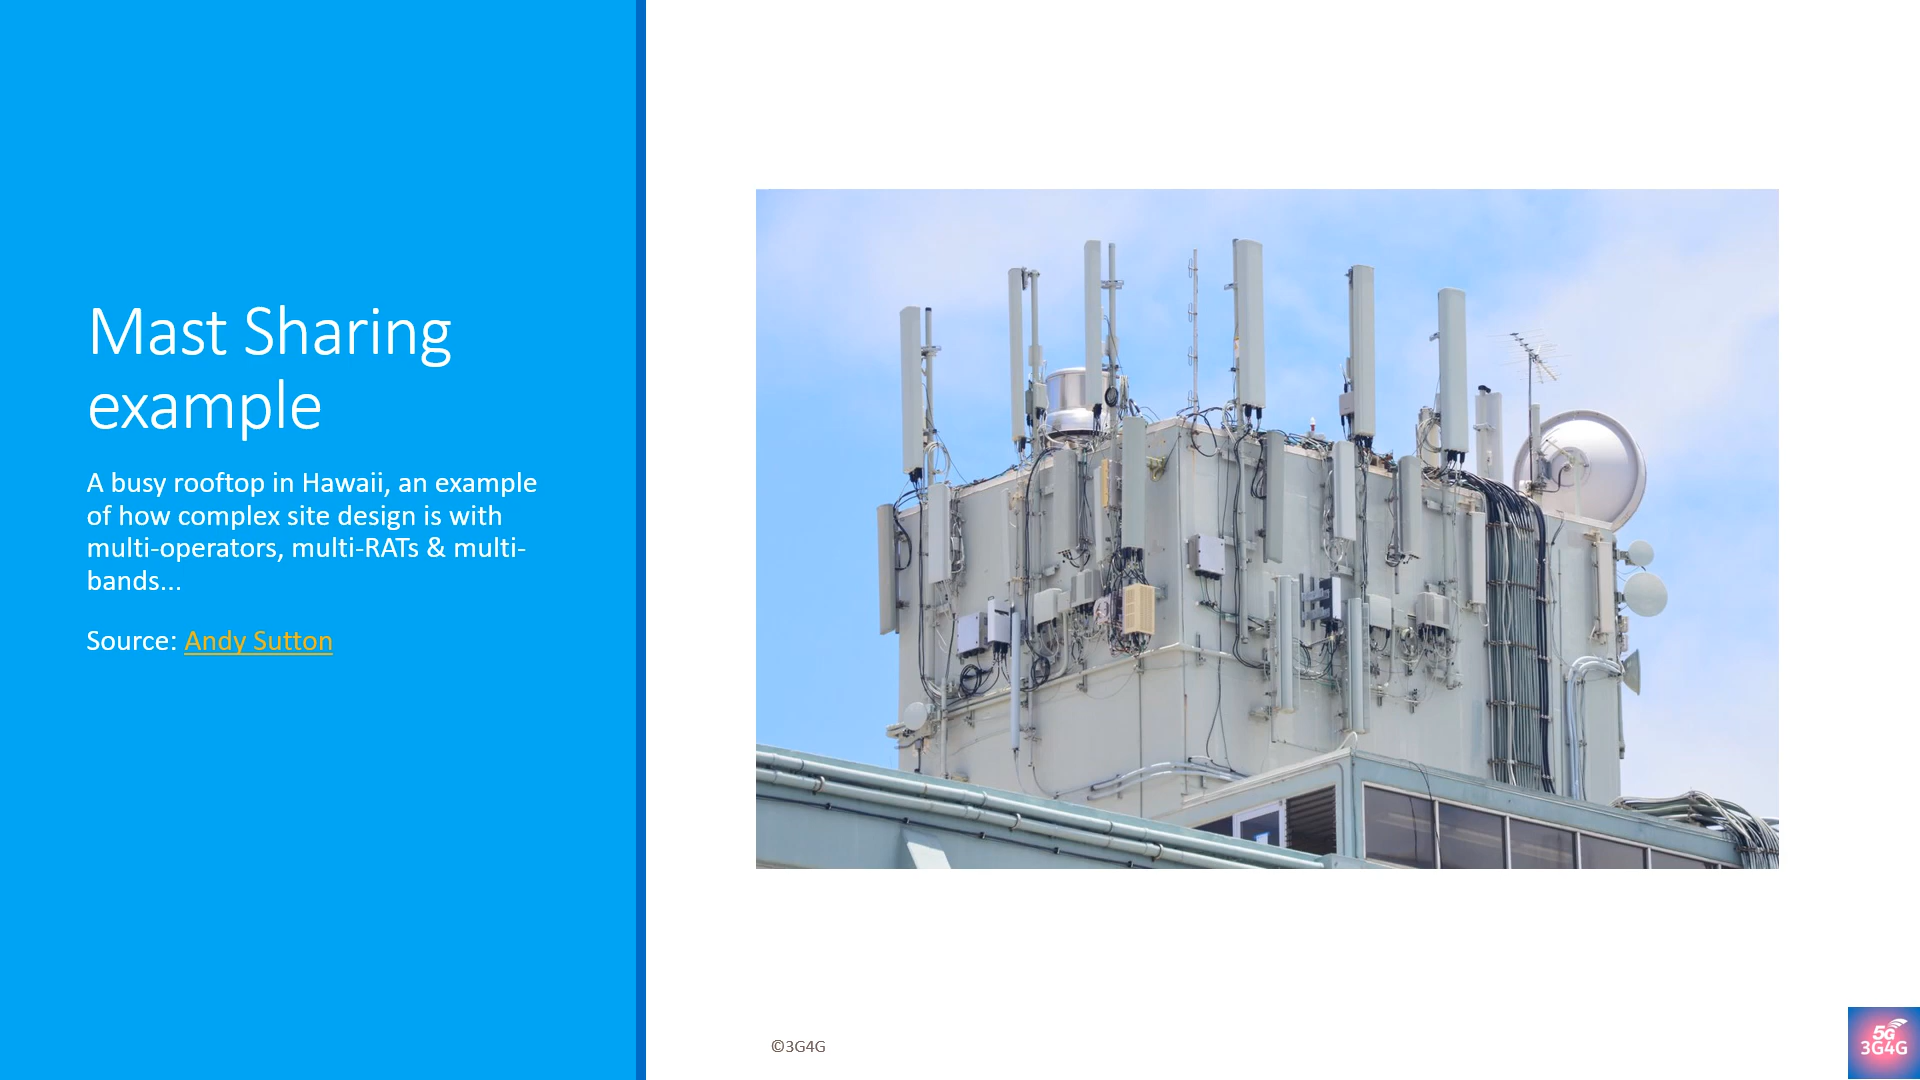 Mast Sharing
example
A busy rooftop in Hawaii, an example
of how complex site design is with
multi-operators, multi-RATs & multi-
bands...
Source: Andy Sutton
©3G4G
5G
3G4G